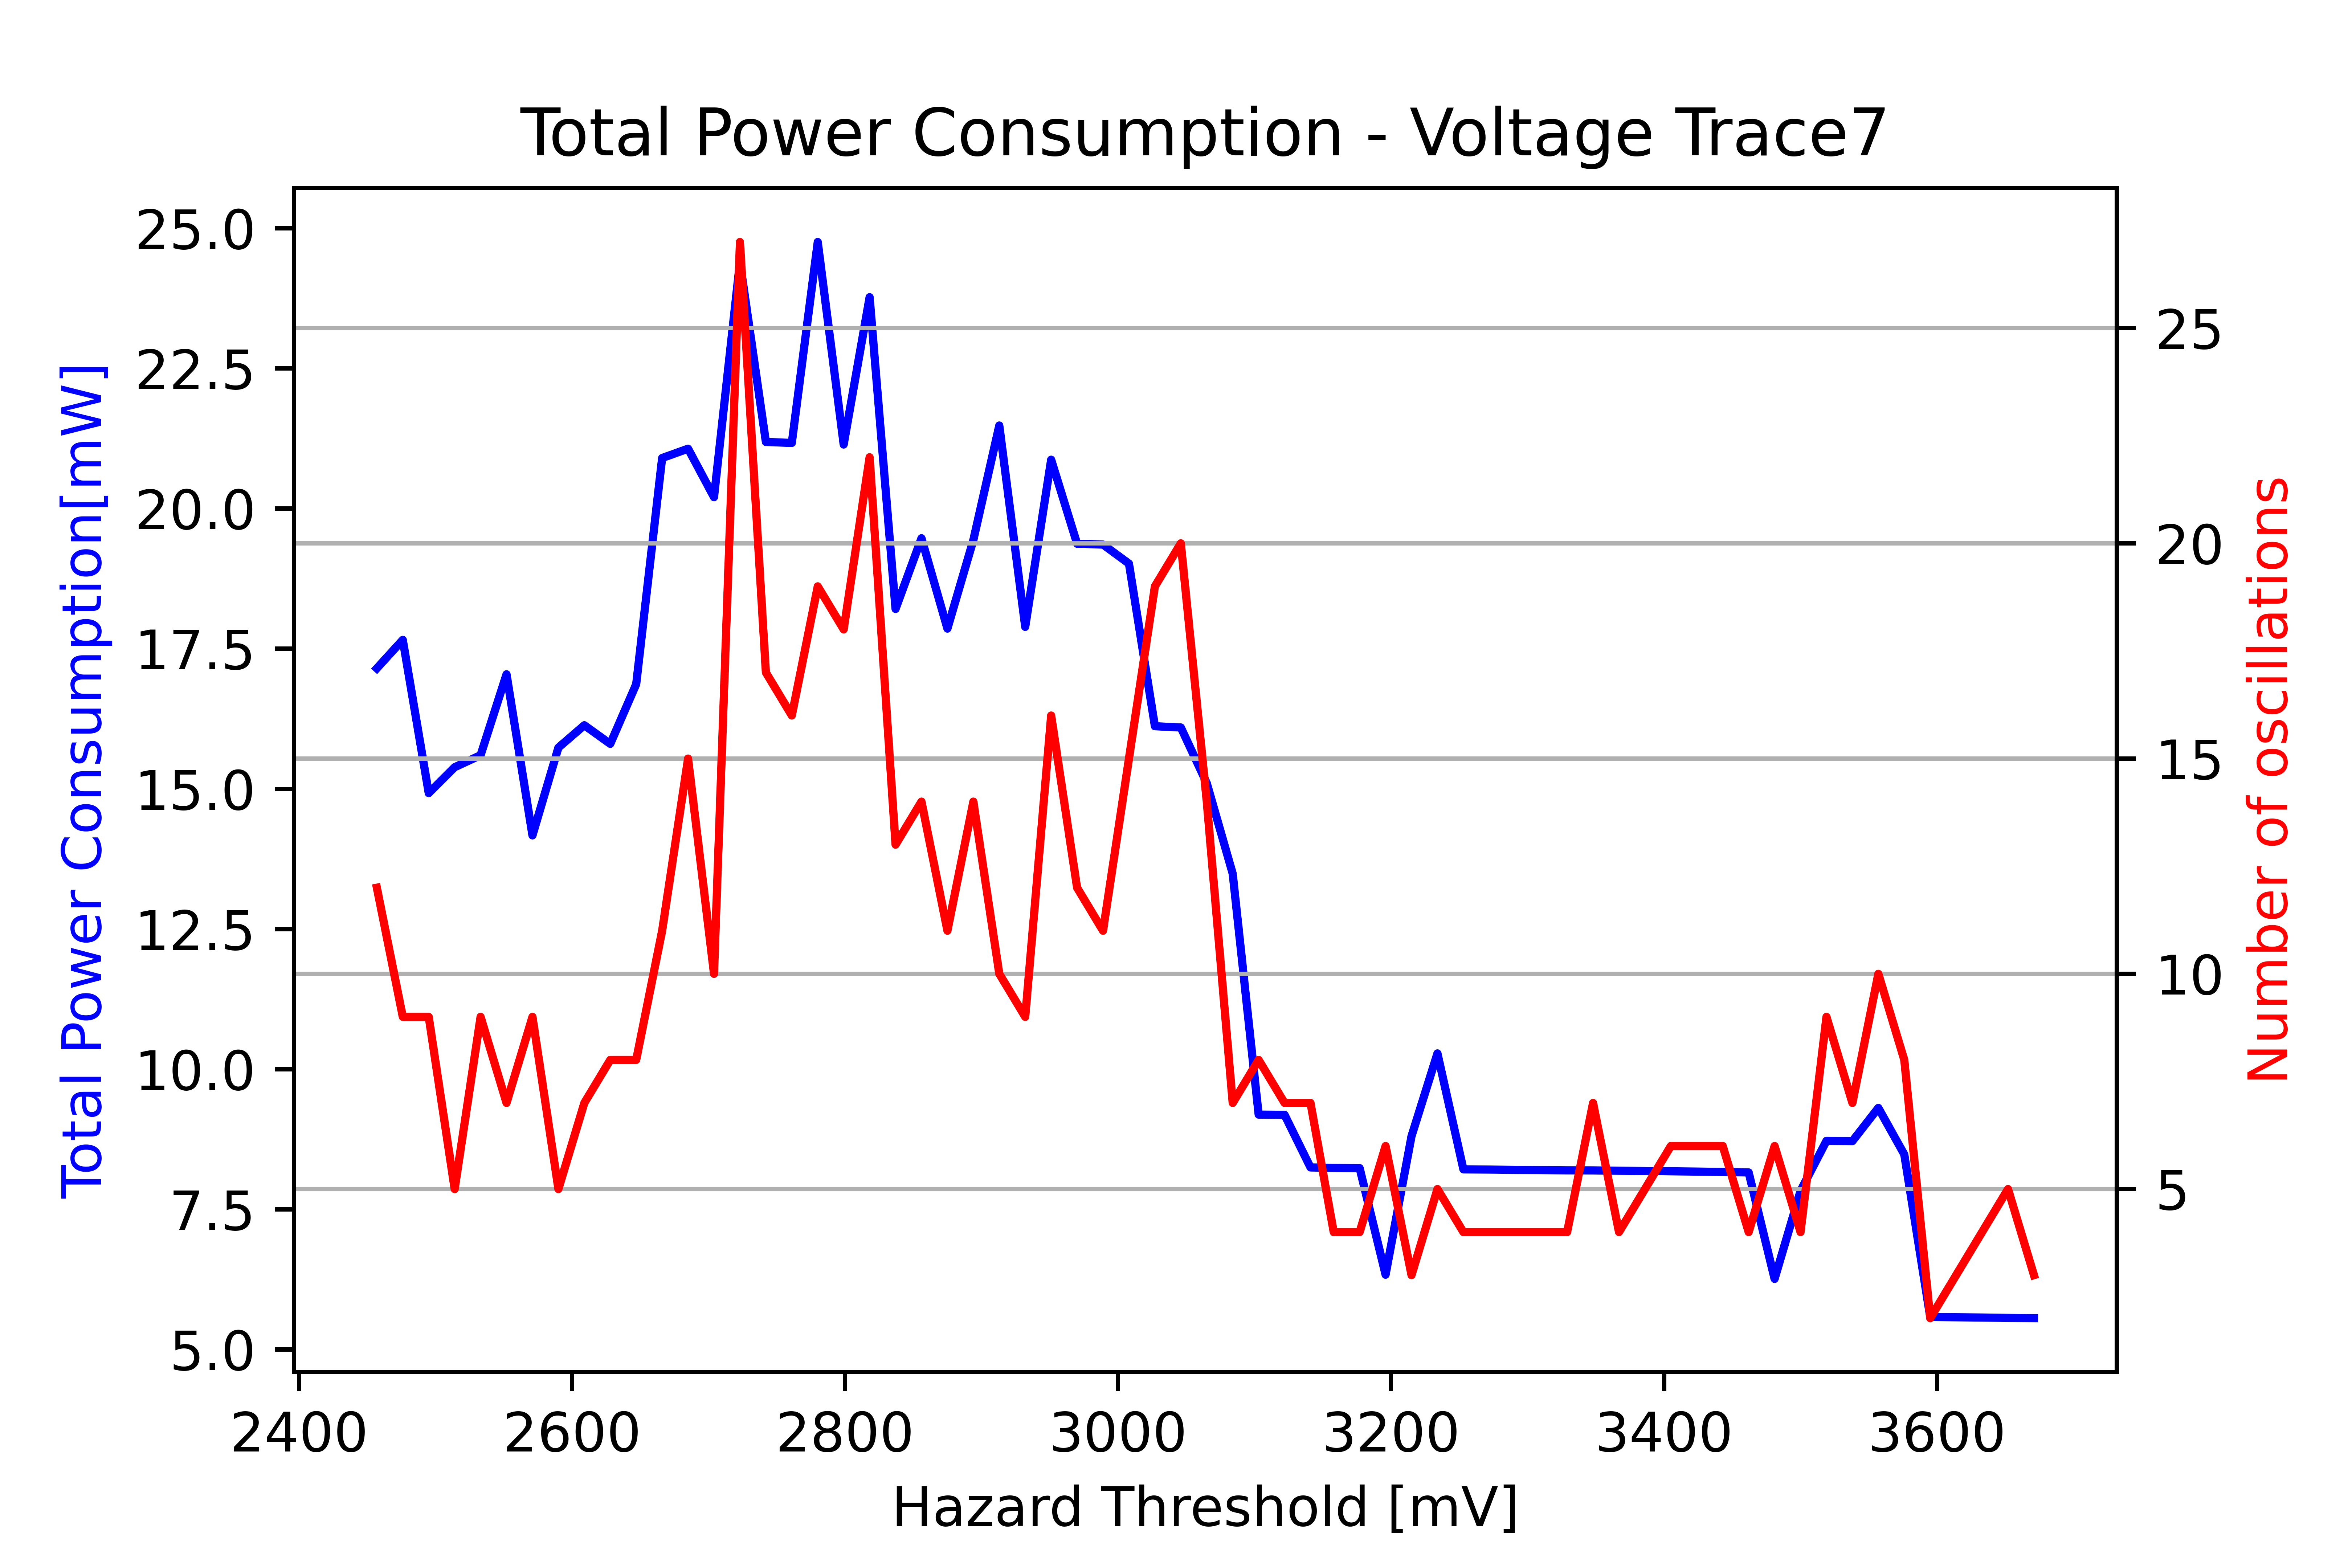 Total Power Consumption - Voltage Trace7
Total Power Consumption[mW]
25.0
22.5
20.0
17.5
15.0
12.5
10.0
7.5
5.0
25
20
15
10
5
Number of oscillations
2400 2600 2800 3000 3200 3400 3600
Hazard Threshold [mV]